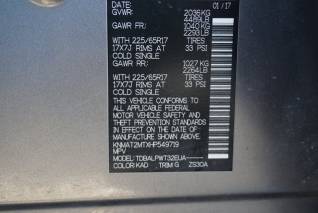 DATE: 01/17
GVWR: 2036KG
4489LB
GAWR FR: 1040KG
2293LB
WITH 225/65R17 TIRES
17X7J RIMS AT 33 PSI
COLD SINGLE
GAWR RR: 1027KG
2264LB
WITH 225/65R17 TIRES
17X7J RIMS AT 33 PSI
COLD SINGLE
THIS VEHICLE CONFORMS TO ALL
APPLICABLE FEDERAL MOTOR
VEHICLE SAFETY, BUMPER, AND
THEFT PREVENTION STANDARDS
IN EFFECT ON THE DATE OF
MANUFACTURE SHOWN ABOVE.
KNMAT2MTXHP549719
PASSENGER
MODEL: TDBALPWT32EUA
COLOR KAD TRIM G ZS30A